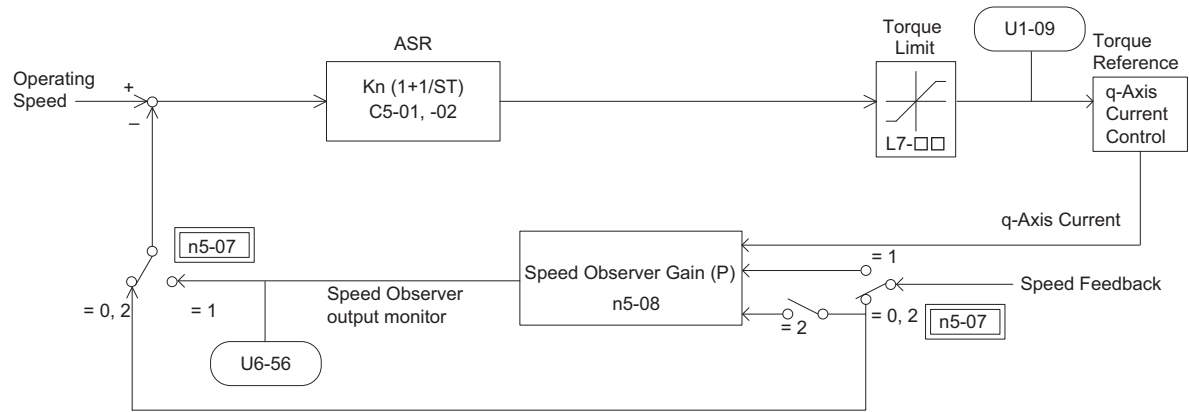 ASR
Torque
Limit
U1-09
Torque
Reference
Operating
Speed
+
–
Kn (1+1/ST)
C5-01, -02
L7-□□
q-Axis
Current
Control
q-Axis Current
n5-07
= 0, 2
= 1
Speed Observer
output monitor
U6-56
Speed Observer Gain (P)
n5-08
= 1
Speed Feedback
= 2
= 0, 2
n5-07